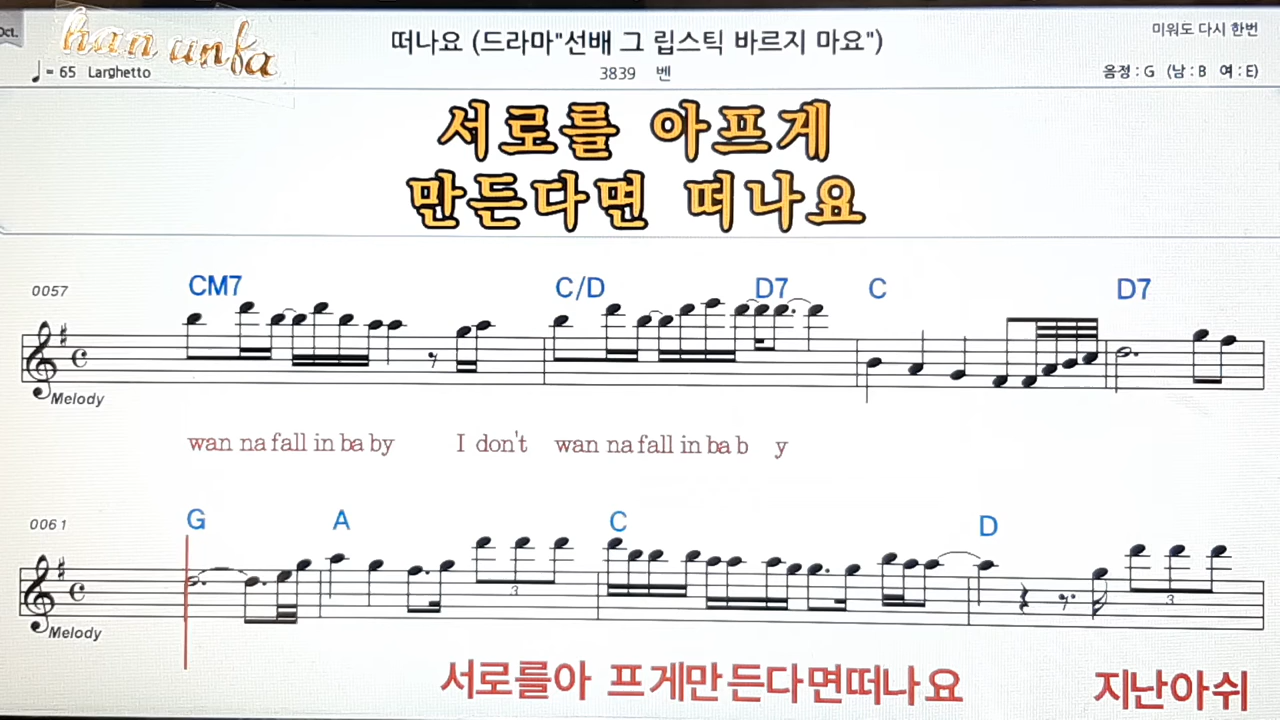 Oct.
han unfa
떠나요 (드라마"선배 그 립스틱 바르지 마요")
미워도 다시 한번
♩= 65 Larghetto
3839 벤
음정 : G (남 : B 여 : E)
서로를 아프게
만든다면 떠나요
0057
CM7 C/D D7 C D7
Melody
wan na fall in ba by I don't wan na fall in ba b y
0061
G A C D
3 3
Melody
서로를아 프게만든다면떠나요 지난아쉬